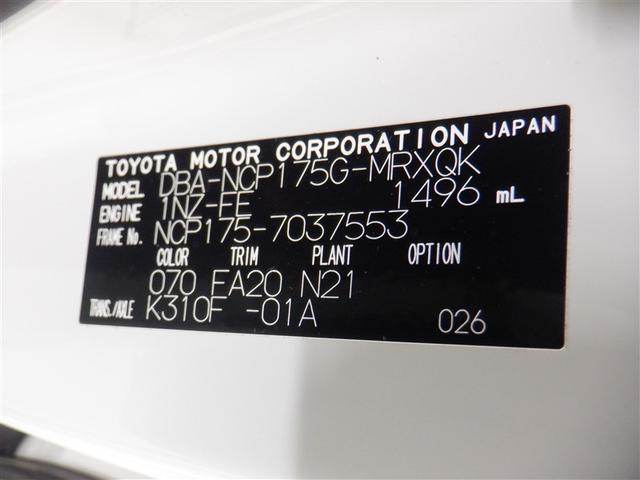 TOYOTA MOTOR CORPORATION JAPAN
MODEL DBA-NCP175G-MRXQK
ENGINE 1NZ-FE 1496 mL
FRAME No. NCP175-7037553
COLOR TRIM PLANT OPTION
070 FA20 N21
TRANS./AXLE K310F -01A
026